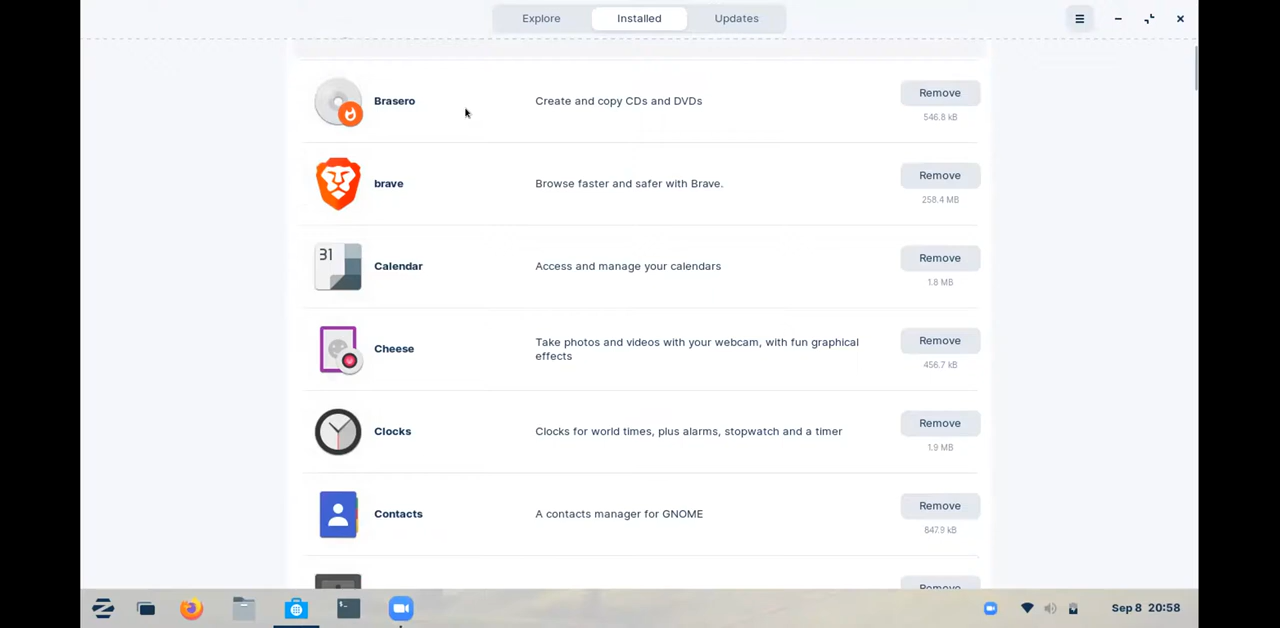 Explore
Installed
Updates
Brasero
Create and copy CDs and DVDs
Remove
546.8 kB
brave
Browse faster and safer with Brave.
Remove
258.4 MB
31
Calendar
Access and manage your calendars
Remove
1.8 MB
Cheese
Take photos and videos with your webcam, with fun graphical
effects
Remove
456.7 kB
Clocks
Clocks for world times, plus alarms, stopwatch and a timer
Remove
1.9 MB
Contacts
A contacts manager for GNOME
Remove
847.9 kB
Remove
Sep 8 20:58